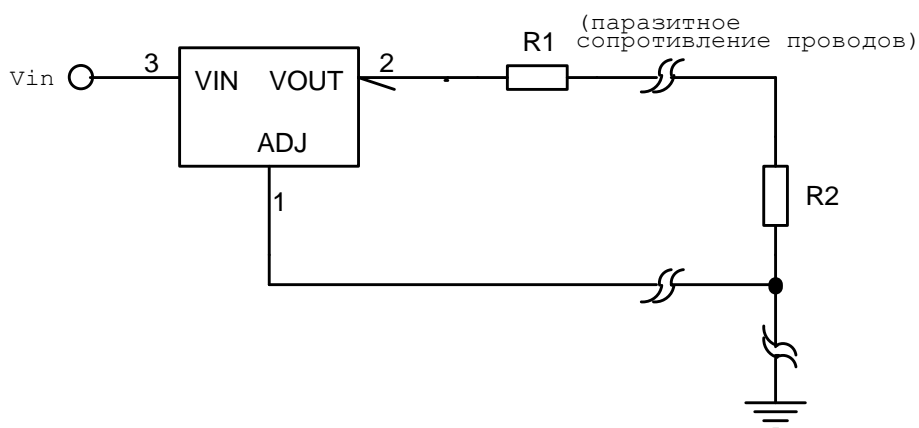 (паразитное
R1 сопротивление проводов)
Vin 3 VIN VOUT 2
ADJ
1
R2